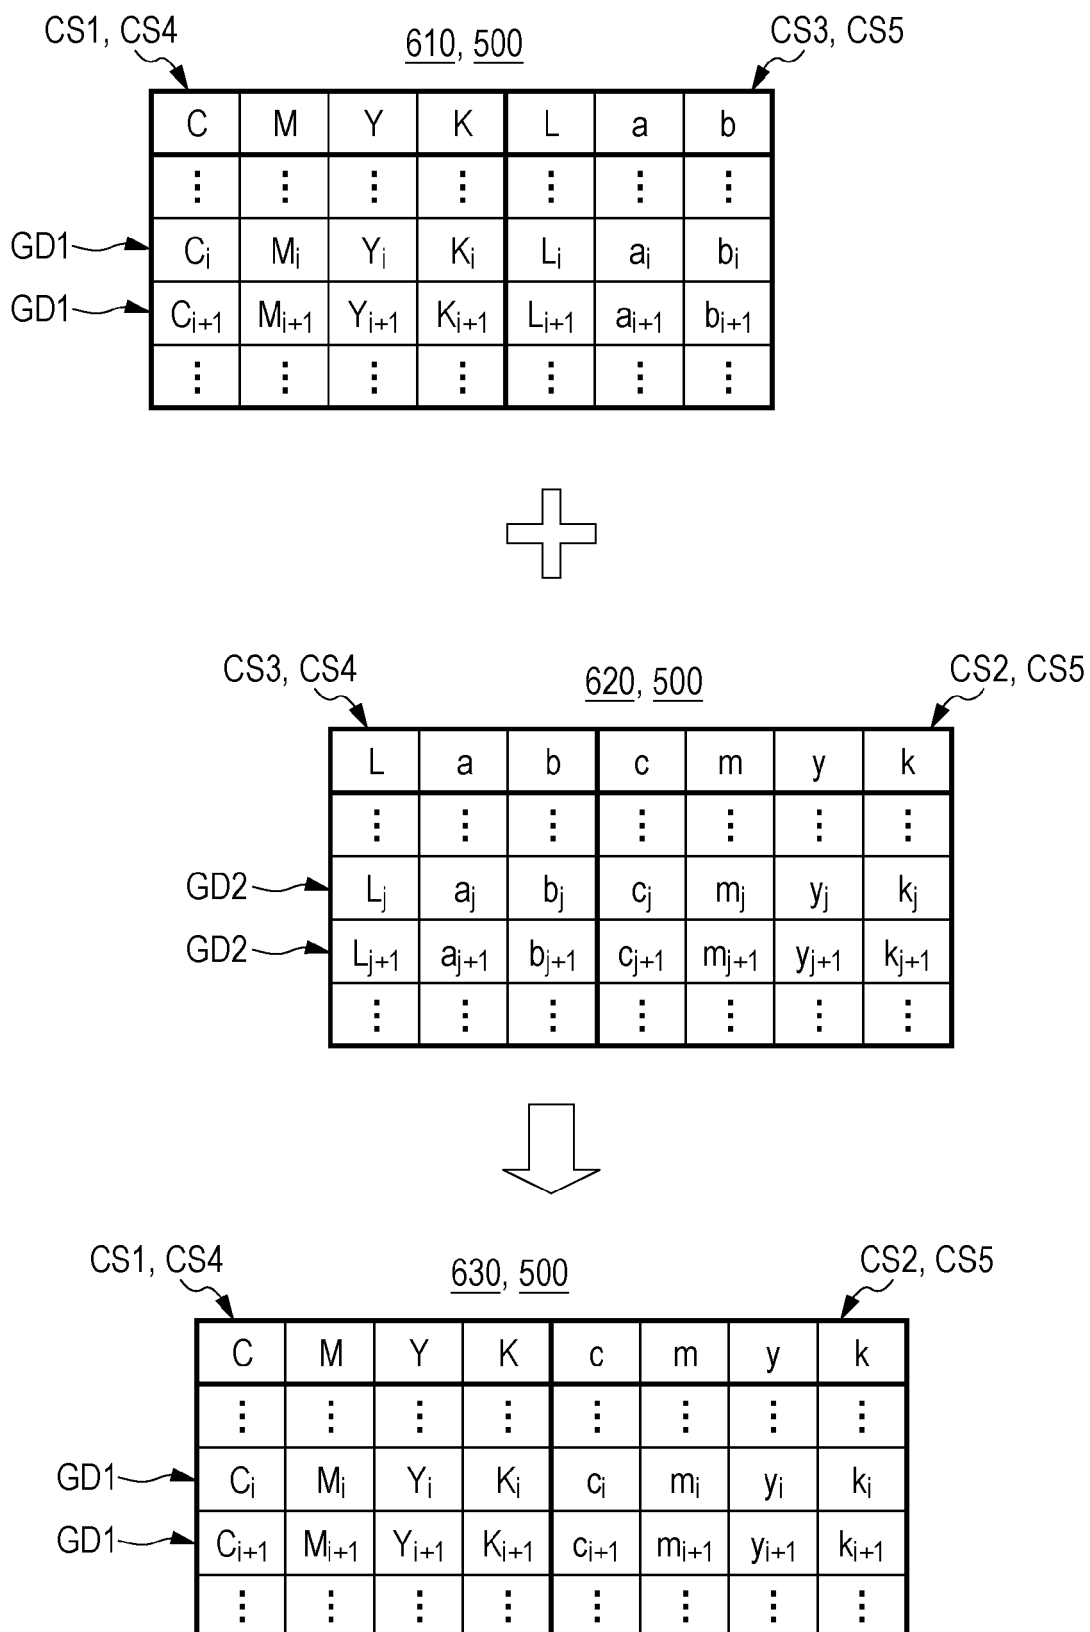 CS1, CS4 610, 500 CS3, CS5
C M Y K L a b
⋮ ⋮ ⋮ ⋮ ⋮ ⋮ ⋮
GD1 Cᵢ Mᵢ Yᵢ Kᵢ Lᵢ aᵢ bᵢ
GD1 Cᵢ₊₁ Mᵢ₊₁ Yᵢ₊₁ Kᵢ₊₁ Lᵢ₊₁ aᵢ₊₁ bᵢ₊₁
⋮ ⋮ ⋮ ⋮ ⋮ ⋮ ⋮
CS3, CS4 620, 500 CS2, CS5
L a b c m y k
⋮ ⋮ ⋮ ⋮ ⋮ ⋮ ⋮
GD2 Lⱼ aⱼ bⱼ cⱼ mⱼ yⱼ kⱼ
GD2 Lⱼ₊₁ aⱼ₊₁ bⱼ₊₁ cⱼ₊₁ mⱼ₊₁ yⱼ₊₁ kⱼ₊₁
⋮ ⋮ ⋮ ⋮ ⋮ ⋮ ⋮
CS1, CS4 630, 500 CS2, CS5
C M Y K c m y k
⋮ ⋮ ⋮ ⋮ ⋮ ⋮ ⋮ ⋮
GD1 Cᵢ Mᵢ Yᵢ Kᵢ cᵢ mᵢ yᵢ kᵢ
GD1 Cᵢ₊₁ Mᵢ₊₁ Yᵢ₊₁ Kᵢ₊₁ cᵢ₊₁ mᵢ₊₁ yᵢ₊₁ kᵢ₊₁
⋮ ⋮ ⋮ ⋮ ⋮ ⋮ ⋮ ⋮